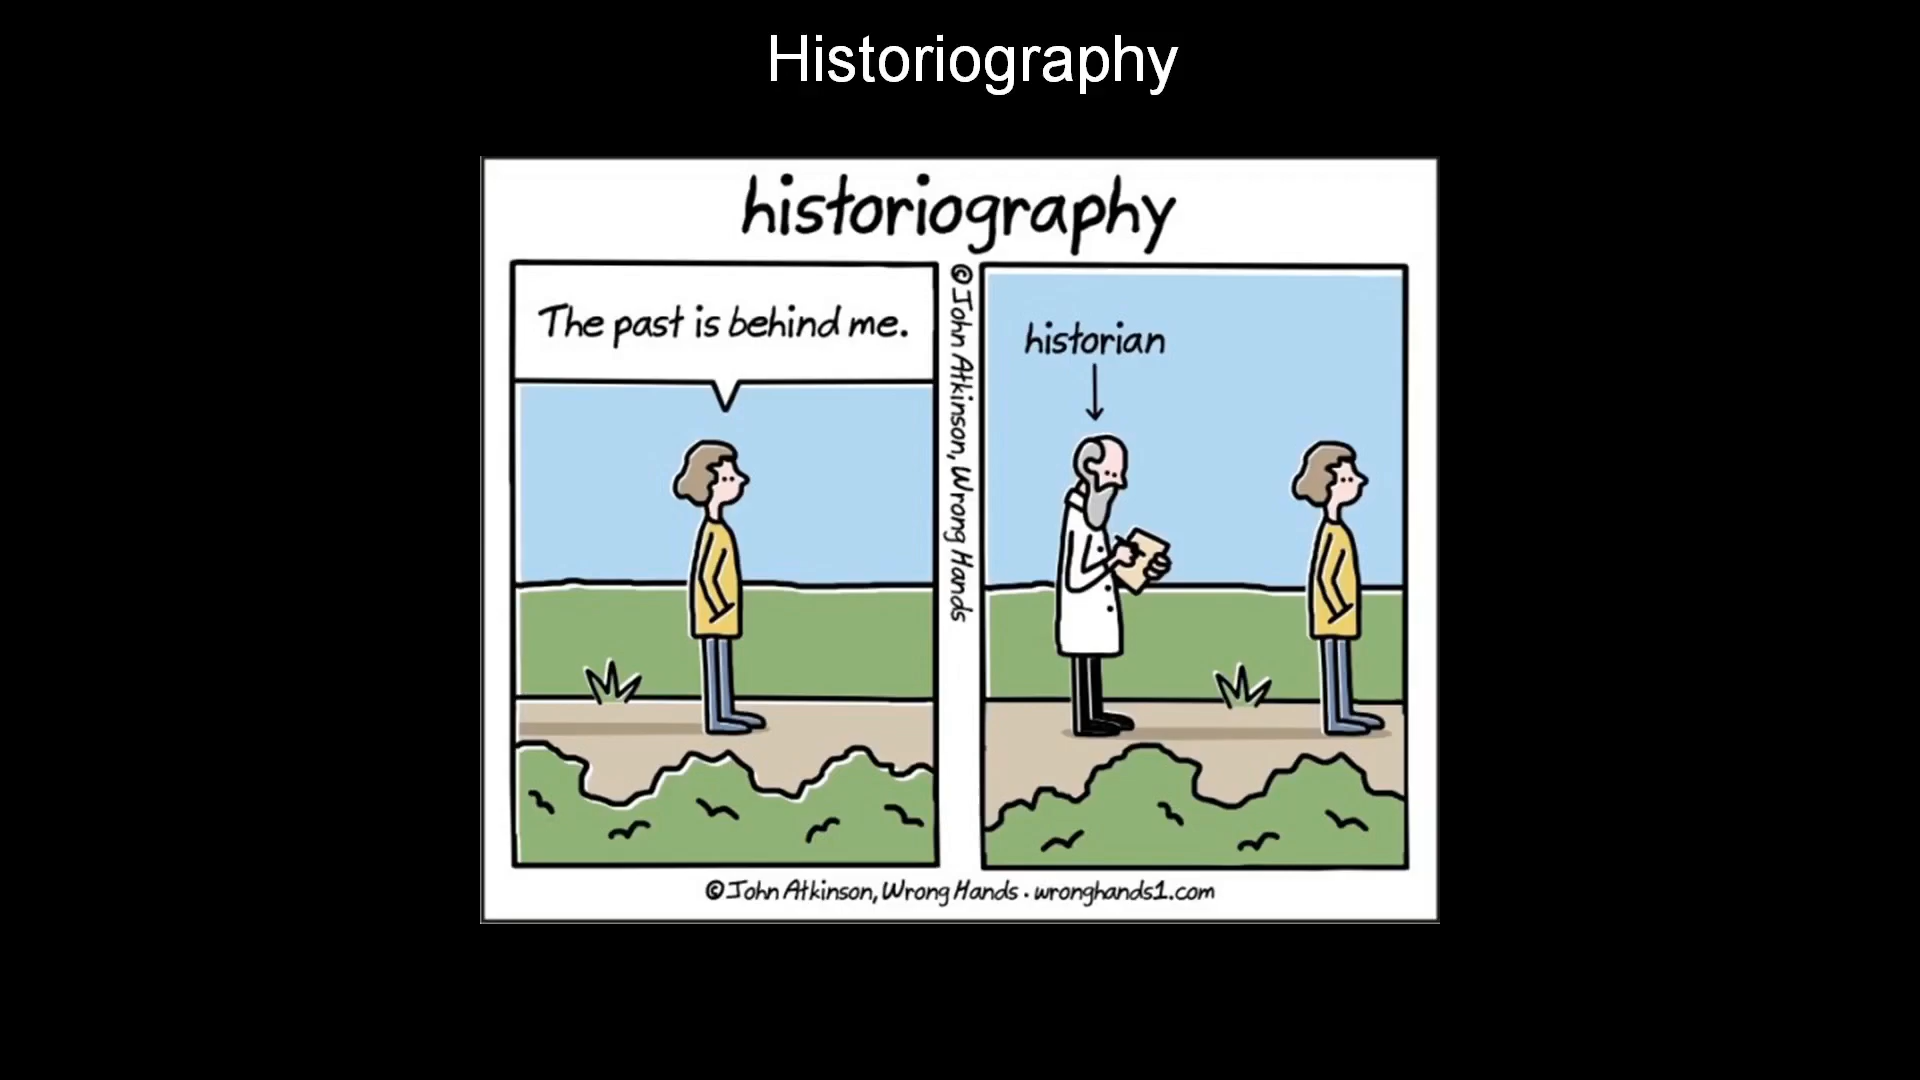 Historiography
historiography
The past is behind me.
© John Atkinson, Wrong Hands
historian
© John Atkinson, Wrong Hands · wronghands1.com